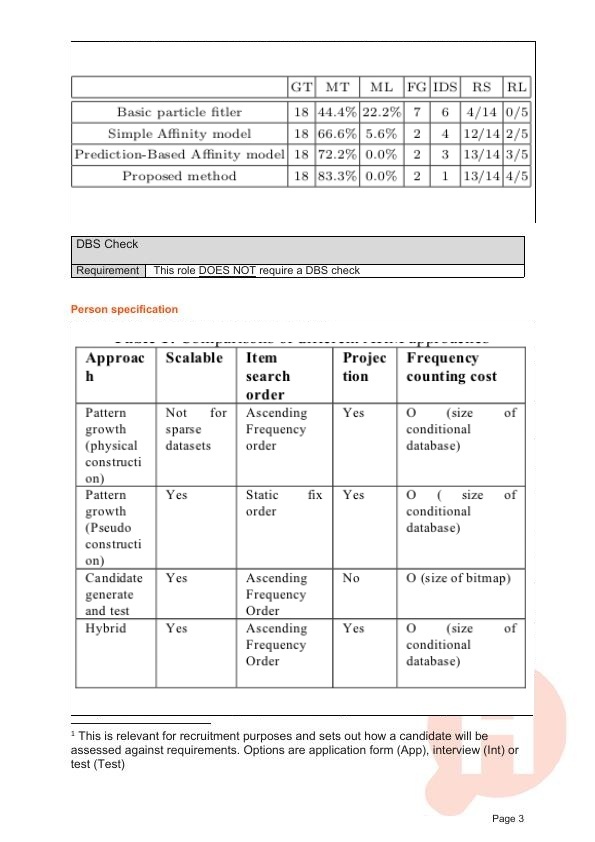 GT MT ML FG IDS RS RL
Basic particle fitler 18 44.4% 22.2% 7 6 4/14 0/5
Simple Affinity model 18 66.6% 5.6% 2 4 12/14 2/5
Prediction-Based Affinity model 18 72.2% 0.0% 2 3 13/14 3/5
Proposed method 18 83.3% 0.0% 2 1 13/14 4/5
DBS Check
Requirement This role DOES NOT require a DBS check
Person specification
Approac Scalable Item Projec Frequency
h search tion counting cost
order
Pattern Not for Ascending Yes O (size of
growth sparse Frequency conditional
(physical datasets order database)
constructi
on)
Pattern Yes Static fix Yes O ( size of
growth order conditional
(Pseudo database)
constructi
on)
Candidate Yes Ascending No O (size of bitmap)
generate Frequency
and test Order
Hybrid Yes Ascending Yes O (size of
Frequency conditional
Order database)
1 This is relevant for recruitment purposes and sets out how a candidate will be
assessed against requirements. Options are application form (App), interview (Int) or
test (Test)
Page 3